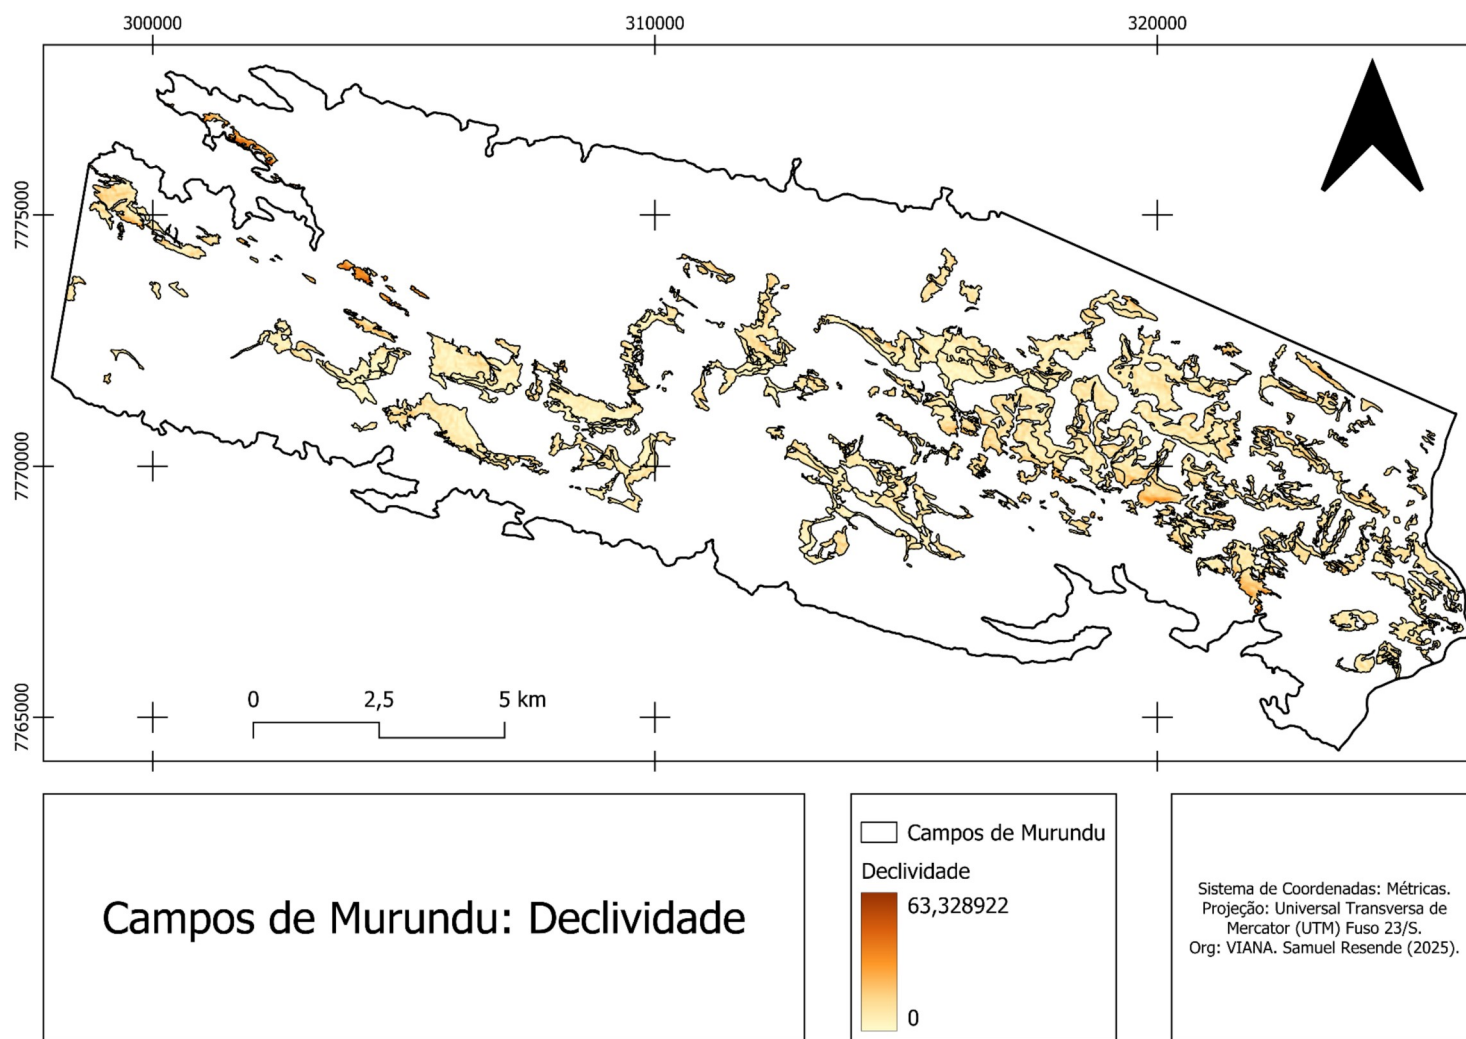 300000
310000
320000
7775000
7770000
7765000
0
2,5
5 km
Campos de Murundu: Declividade
Campos de Murundu
Declividade
63,328922
0
Sistema de Coordenadas: Métricas.
Projeção: Universal Transversa de
Mercator (UTM) Fuso 23/S.
Org: VIANA. Samuel Resende (2025).